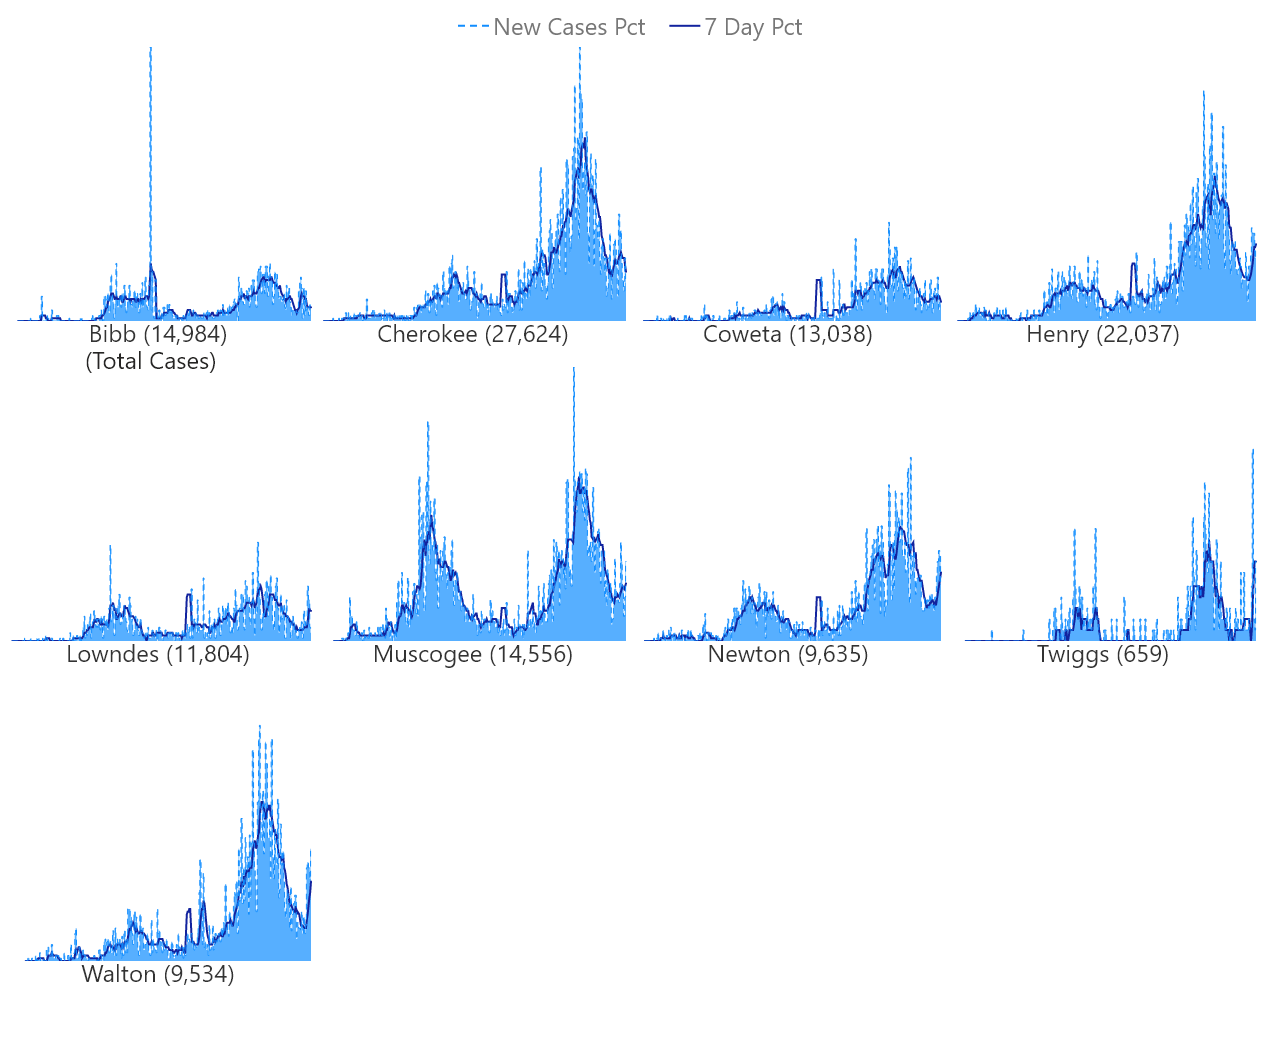 New Cases Pct 7 Day Pct
Bibb (14,984)
(Total Cases)
Cherokee (27,624)
Coweta (13,038)
Henry (22,037)
Lowndes (11,804)
Muscogee (14,556)
Newton (9,635)
Twiggs (659)
Walton (9,534)